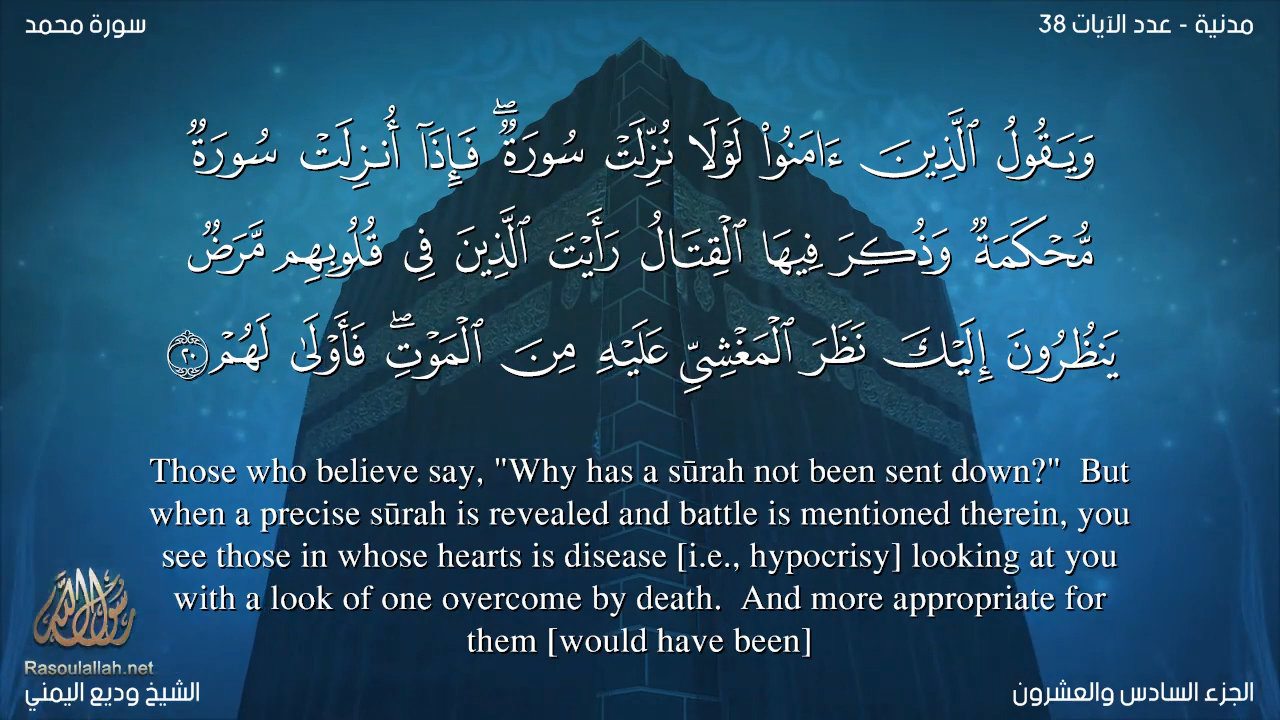 سورة محمد
مدنية - عدد الآيات 38
وَيَقُولُ ٱلَّذِينَ ءَامَنُواْ لَوۡلَا نُزِّلَتۡ سُورَةٞۖ فَإِذَآ أُنزِلَتۡ سُورَةٞ
مُّحۡكَمَةٞ وَذُكِرَ فِيهَا ٱلۡقِتَالُ رَأَيۡتَ ٱلَّذِينَ فِي قُلُوبِهِم مَّرَضٞ
يَنظُرُونَ إِلَيۡكَ نَظَرَ ٱلۡمَغۡشِيِّ عَلَيۡهِ مِنَ ٱلۡمَوۡتِۖ فَأَوۡلَىٰ لَهُمۡ ٢٠
Those who believe say, "Why has a sūrah not been sent down?"  But
when a precise sūrah is revealed and battle is mentioned therein, you
see those in whose hearts is disease [i.e., hypocrisy] looking at you
with a look of one overcome by death.  And more appropriate for
them [would have been]
رسول الله
Rasoulallah.net
الشيخ وديع اليمني
الجزء السادس والعشرون